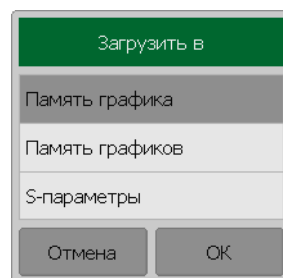 Загрузить в
Память графика
Память графиков
S-параметры
Отмена
ОК